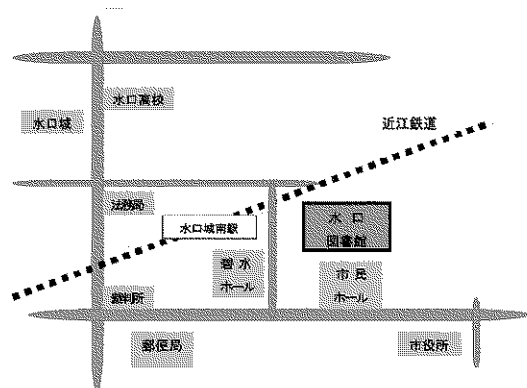 水口高校
水口城
近江鉄道
法務局
水口
図書館
水口城南駅
碧水
ホール
市民
ホール
裁判所
郵便局
市役所